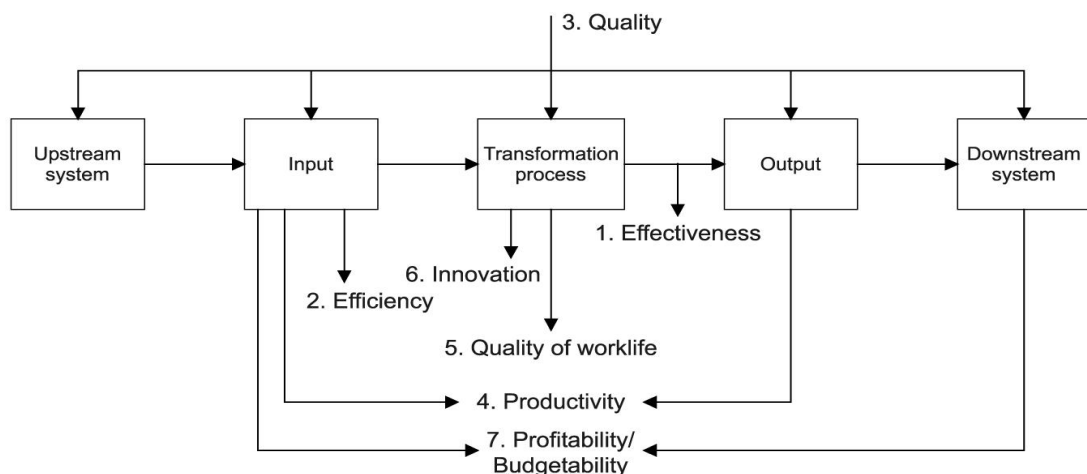 3. Quality
Upstream
system
Input
Transformation
process
Output
Downstream
system
1. Effectiveness
6. Innovation
2. Efficiency
5. Quality of worklife
4. Productivity
7. Profitability/
Budgetability